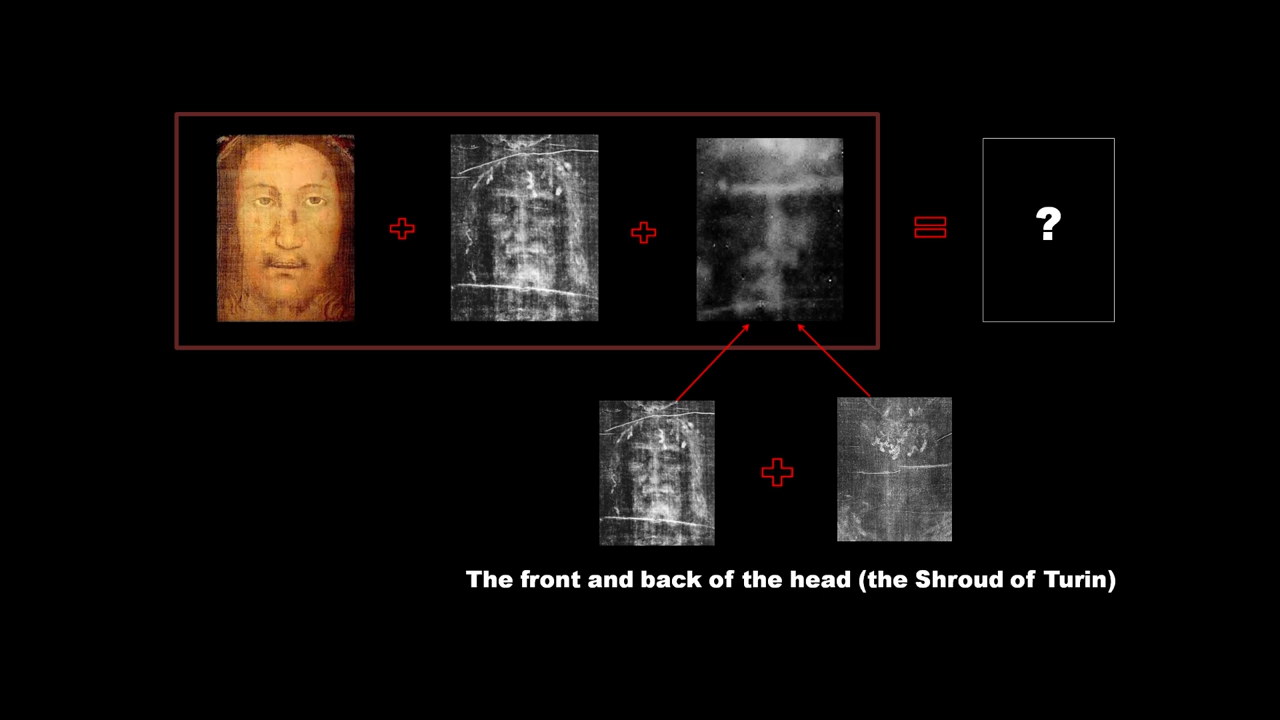 ?
The front and back of the head (the Shroud of Turin)